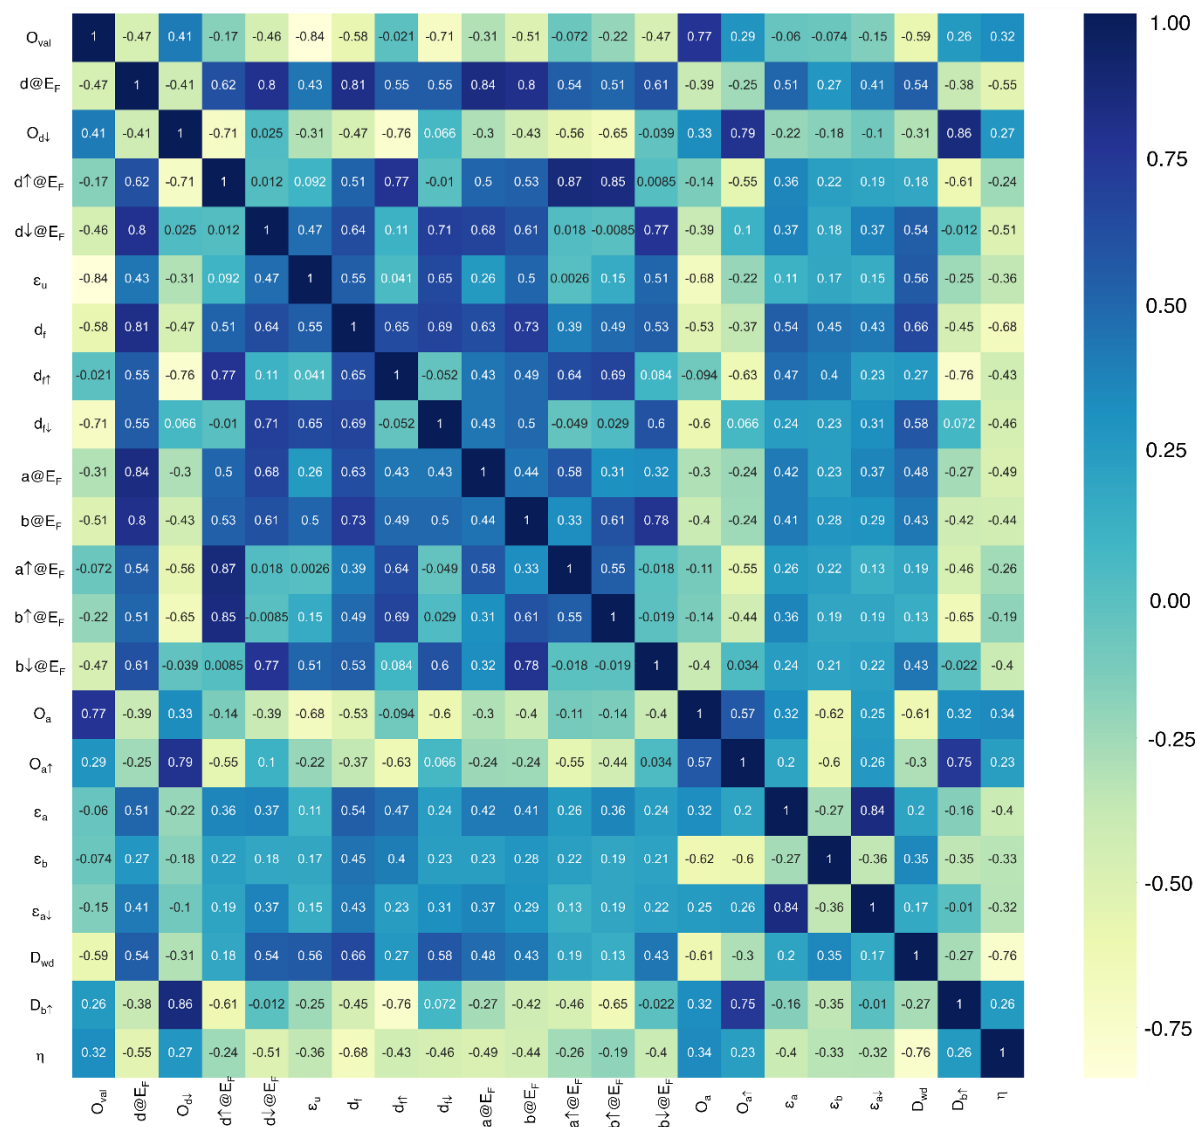 O_val 1 -0.47 0.41 -0.17 -0.46 -0.84 -0.58 -0.021 -0.71 -0.31 -0.51 -0.072 -0.22 -0.47 0.77 0.29 -0.06 -0.074 -0.15 -0.59 0.26 0.32
d@E_F -0.47 1 -0.41 0.62 0.8 0.43 0.81 0.55 0.55 0.84 0.8 0.54 0.51 0.61 -0.39 -0.25 0.51 0.27 0.41 0.54 -0.38 -0.55
O_d↓ 0.41 -0.41 1 -0.71 0.025 -0.31 -0.47 -0.76 0.066 -0.3 -0.43 -0.56 -0.65 -0.039 0.33 0.79 -0.22 -0.18 -0.1 -0.31 0.86 0.27
d↑@E_F -0.17 0.62 -0.71 1 0.012 0.092 0.51 0.77 -0.01 0.5 0.53 0.87 0.85 0.0085 -0.14 -0.55 0.36 0.22 0.19 0.18 -0.61 -0.24
d↓@E_F -0.46 0.8 0.025 0.012 1 0.47 0.64 0.11 0.71 0.68 0.61 0.018 -0.0085 0.77 -0.39 0.1 0.37 0.18 0.37 0.54 -0.012 -0.51
ε_u -0.84 0.43 -0.31 0.092 0.47 1 0.55 0.041 0.65 0.26 0.5 0.0026 0.15 0.51 -0.68 -0.22 0.11 0.17 0.15 0.56 -0.25 -0.36
d_f -0.58 0.81 -0.47 0.51 0.64 0.55 1 0.65 0.69 0.63 0.73 0.39 0.49 0.53 -0.53 -0.37 0.54 0.45 0.43 0.66 -0.45 -0.68
d_f↑ -0.021 0.55 -0.76 0.77 0.11 0.041 0.65 1 -0.052 0.43 0.49 0.64 0.69 0.084 -0.094 -0.63 0.47 0.4 0.23 0.27 -0.76 -0.43
d_f↓ -0.71 0.55 0.066 -0.01 0.71 0.65 0.69 -0.052 1 0.43 0.5 -0.049 0.029 0.6 -0.6 0.066 0.24 0.23 0.31 0.58 0.072 -0.46
a@E_F -0.31 0.84 -0.3 0.5 0.68 0.26 0.63 0.43 0.43 1 0.44 0.58 0.31 0.32 -0.3 -0.24 0.42 0.23 0.37 0.48 -0.27 -0.49
b@E_F -0.51 0.8 -0.43 0.53 0.61 0.5 0.73 0.49 0.5 0.44 1 0.33 0.61 0.78 -0.4 -0.24 0.41 0.28 0.29 0.43 -0.42 -0.44
a↑@E_F -0.072 0.54 -0.56 0.87 0.018 0.0026 0.39 0.64 -0.049 0.58 0.33 1 0.55 -0.018 -0.11 -0.55 0.26 0.22 0.13 0.19 -0.46 -0.26
b↑@E_F -0.22 0.51 -0.65 0.85 -0.0085 0.15 0.49 0.69 0.029 0.31 0.61 0.55 1 -0.019 -0.14 -0.44 0.36 0.19 0.19 0.13 -0.65 -0.19
b↓@E_F -0.47 0.61 -0.039 0.0085 0.77 0.51 0.53 0.084 0.6 0.32 0.78 -0.018 -0.019 1 -0.4 0.034 0.24 0.21 0.22 0.43 -0.022 -0.4
O_a 0.77 -0.39 0.33 -0.14 -0.39 -0.68 -0.53 -0.094 -0.6 -0.3 -0.4 -0.11 -0.14 -0.4 1 0.57 0.32 -0.62 0.25 -0.61 0.32 0.34
O_a↑ 0.29 -0.25 0.79 -0.55 0.1 -0.22 -0.37 -0.63 0.066 -0.24 -0.24 -0.55 -0.44 0.034 0.57 1 0.2 -0.6 0.26 -0.3 0.75 0.23
ε_a -0.06 0.51 -0.22 0.36 0.37 0.11 0.54 0.47 0.24 0.42 0.41 0.26 0.36 0.24 0.32 0.2 1 -0.27 0.84 0.2 -0.16 -0.4
ε_b -0.074 0.27 -0.18 0.22 0.18 0.17 0.45 0.4 0.23 0.23 0.28 0.22 0.19 0.21 -0.62 -0.6 -0.27 1 -0.36 0.35 -0.35 -0.33
ε_a↓ -0.15 0.41 -0.1 0.19 0.37 0.15 0.43 0.23 0.31 0.37 0.29 0.13 0.19 0.22 0.25 0.26 0.84 -0.36 1 0.17 -0.01 -0.32
D_wd -0.59 0.54 -0.31 0.18 0.54 0.56 0.66 0.27 0.58 0.48 0.43 0.19 0.13 0.43 -0.61 -0.3 0.2 0.35 0.17 1 -0.27 -0.76
D_b↑ 0.26 -0.38 0.86 -0.61 -0.012 -0.25 -0.45 -0.76 0.072 -0.27 -0.42 -0.46 -0.65 -0.022 0.32 0.75 -0.16 -0.35 -0.01 -0.27 1 0.26
η 0.32 -0.55 0.27 -0.24 -0.51 -0.36 -0.68 -0.43 -0.46 -0.49 -0.44 -0.26 -0.19 -0.4 0.34 0.23 -0.4 -0.33 -0.32 -0.76 0.26 1
O_val d@E_F O_d↓ d↑@E_F d↓@E_F ε_u d_f d_f↑ d_f↓ a@E_F b@E_F a↑@E_F b↑@E_F b↓@E_F O_a O_a↑ ε_a ε_b ε_a↓ D_wd D_b↑ η
1.00
0.75
0.50
0.25
0.00
-0.25
-0.50
-0.75